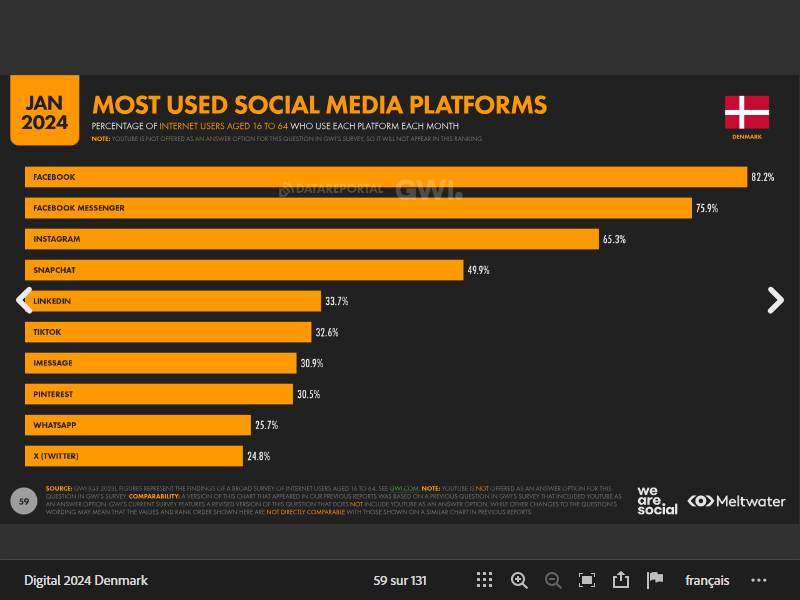 JAN
2024
MOST USED SOCIAL MEDIA PLATFORMS
PERCENTAGE OF INTERNET USERS AGED 16 TO 64 WHO USE EACH PLATFORM EACH MONTH
NOTE: YOUTUBE IS NOT OFFERED AS AN ANSWER OPTION FOR THIS QUESTION IN GWI'S SURVEY, SO IT WILL NOT APPEAR IN THIS RANKING
DENMARK
FACEBOOK 82.2%
DATAREPORTAL GWI.
FACEBOOK MESSENGER 75.9%
INSTAGRAM 65.3%
SNAPCHAT 49.9%
LINKEDIN 33.7%
TIKTOK 32.6%
IMESSAGE 30.9%
PINTEREST 30.5%
WHATSAPP 25.7%
X (TWITTER) 24.8%
59
SOURCE: GWI (Q3 2023). FIGURES REPRESENT THE FINDINGS OF A BROAD SURVEY OF INTERNET USERS AGED 16 TO 64. SEE GWI.COM. NOTE: YOUTUBE IS NOT OFFERED AS AN ANSWER OPTION FOR THIS
QUESTION IN GWI'S SURVEY. COMPARABILITY: A VERSION OF THIS CHART THAT APPEARED IN OUR PREVIOUS REPORTS WAS BASED ON A PREVIOUS QUESTION IN GWI'S SURVEY THAT INCLUDED YOUTUBE AS
AN ANSWER OPTION. GWI'S CURRENT SURVEY FEATURES A REVISED VERSION OF THIS QUESTION THAT DOES NOT INCLUDE YOUTUBE AS AN ANSWER OPTION, WHILE OTHER CHANGES TO THE QUESTION'S
WORDING MAY MEAN THAT THE VALUES AND RANK ORDER SHOWN HERE ARE NOT DIRECTLY COMPARABLE WITH THOSE SHOWN ON A SIMILAR CHART IN PREVIOUS REPORTS.
we
are.
social
Meltwater
Digital 2024 Denmark
59 sur 131
français